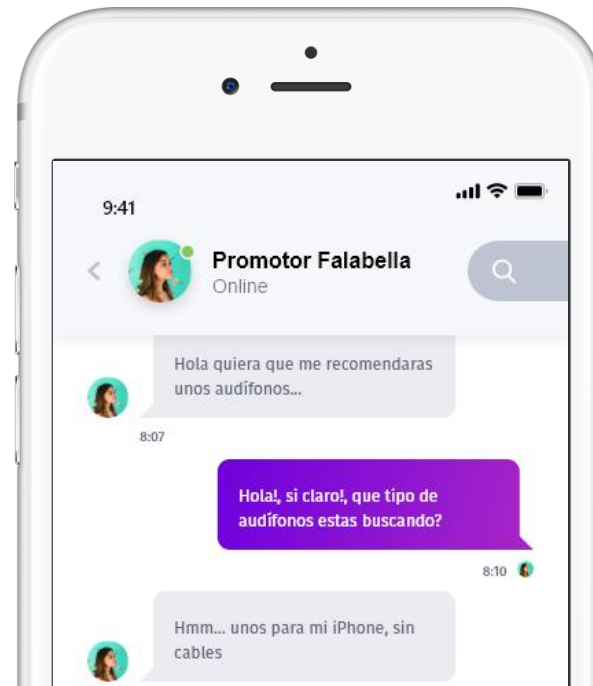 9:41
Promotor Falabella
Online
Hola quiera que me recomendaras
unos audífonos...
8:07
Hola!, si claro!, que tipo de
audífonos estas buscando?
8:10
Hmm... unos para mi iPhone, sin
cables